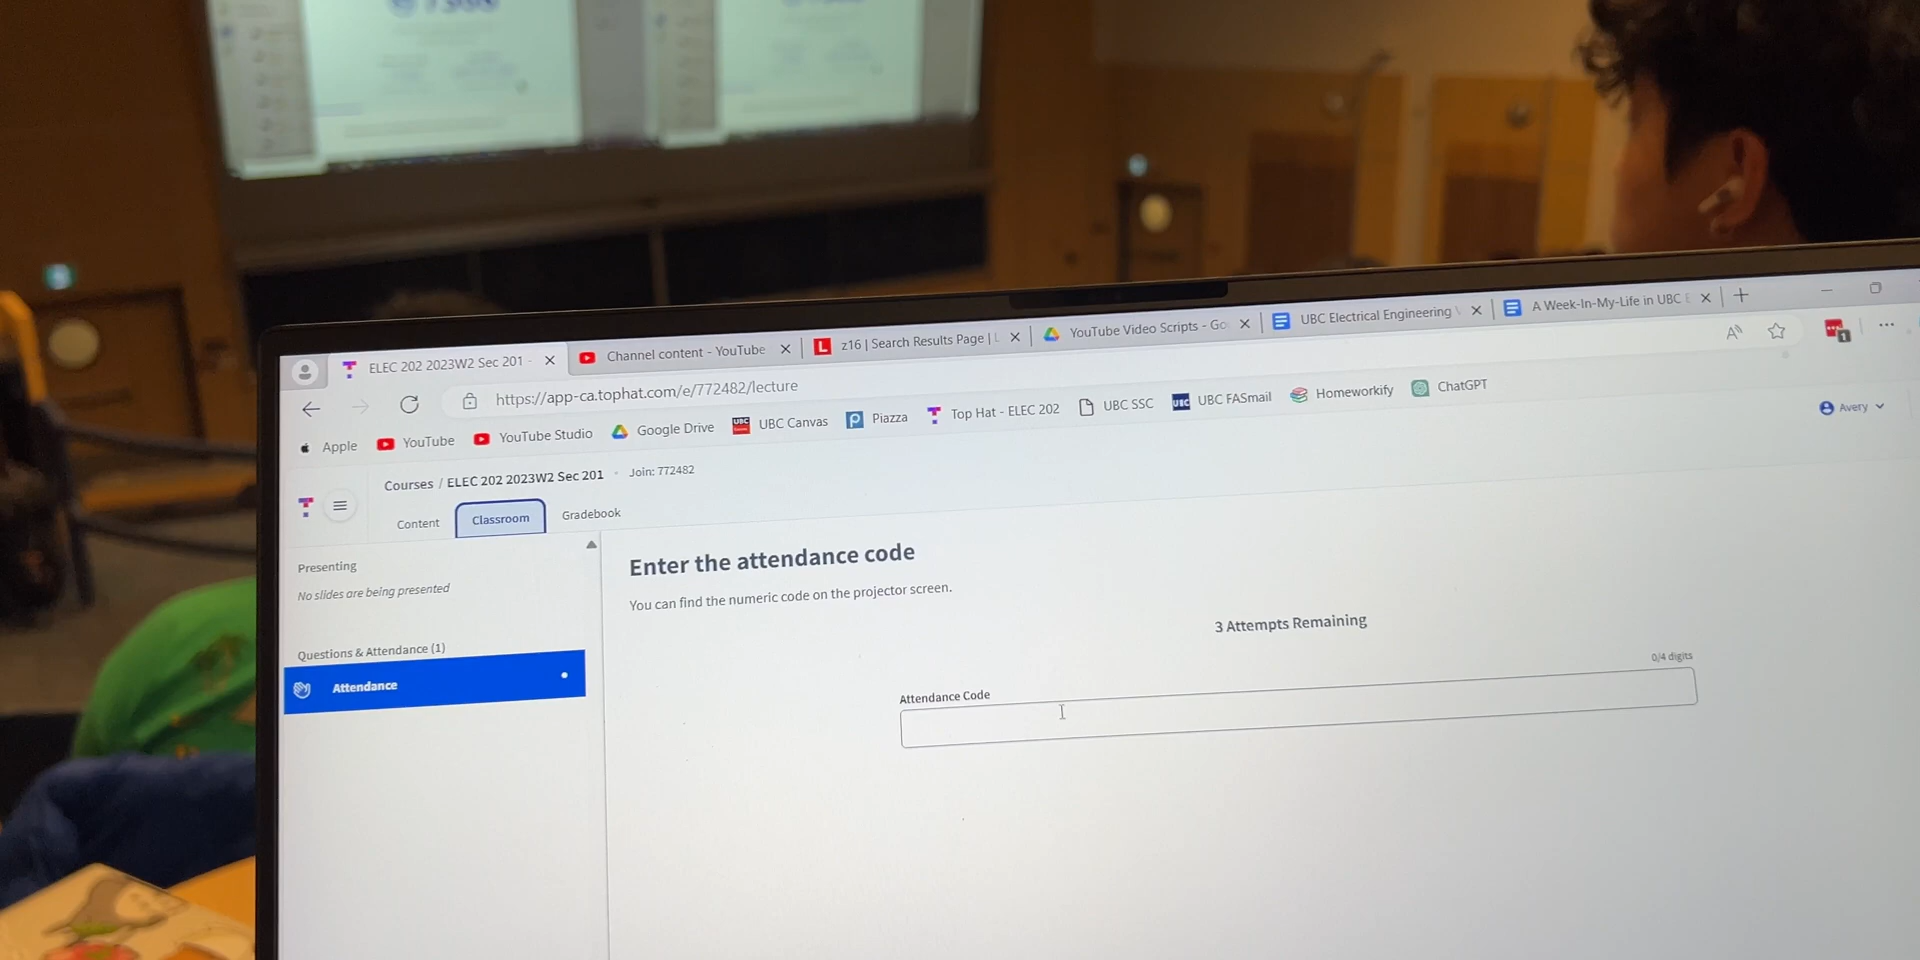 ELEC 202 2023W2 Sec 201 -
Channel content - YouTube
z16 | Search Results Page | L
YouTube Video Scripts - Go
UBC Electrical Engineering
A Week-In-My-Life in UBC E
https://app-ca.tophat.com/e/772482/lecture
Apple
YouTube
YouTube Studio
Google Drive
UBC Canvas
Piazza
Top Hat - ELEC 202
UBC SSC
UBC FASmail
Homeworkify
ChatGPT
Avery
Courses / ELEC 202 2023W2 Sec 201 • Join: 772482
Content Classroom Gradebook
Presenting
No slides are being presented
Questions & Attendance (1)
Attendance
Enter the attendance code
You can find the numeric code on the projector screen.
3 Attempts Remaining
0/4 digits
Attendance Code